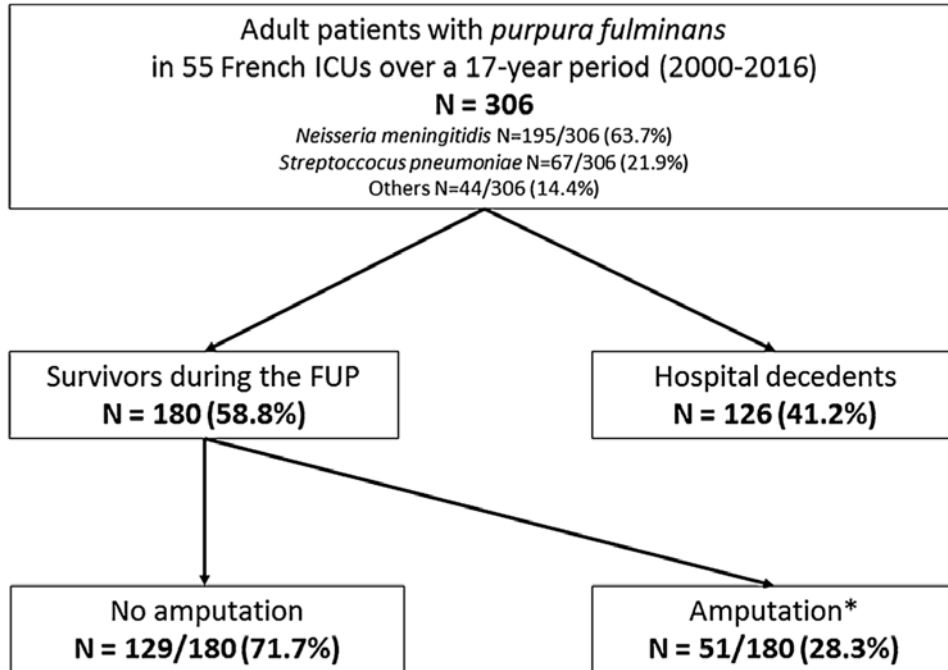 Adult patients with purpura fulminans
in 55 French ICUs over a 17-year period (2000-2016)
N = 306
Neisseria meningitidis N=195/306 (63.7%)
Streptoccocus pneumoniae N=67/306 (21.9%)
Others N=44/306 (14.4%)
Survivors during the FUP
N = 180 (58.8%)
Hospital decedents
N = 126 (41.2%)
No amputation
N = 129/180 (71.7%)
Amputation*
N = 51/180 (28.3%)